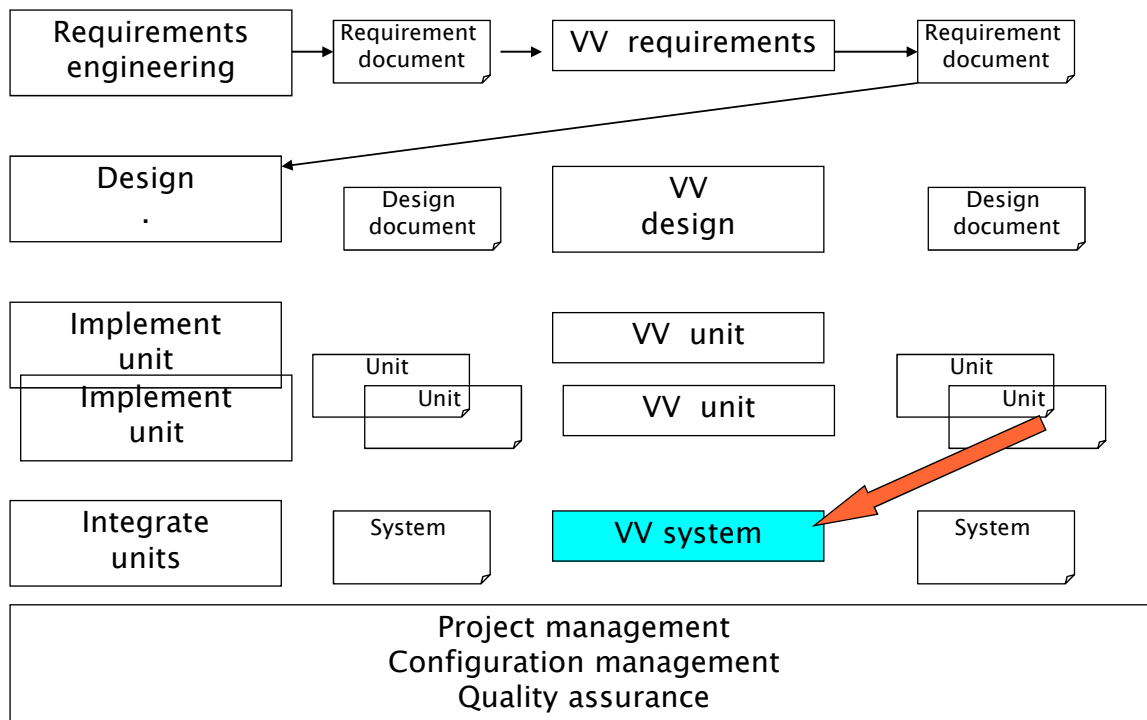 Requirements
engineering
Requirement
document
VV requirements
Requirement
document
Design
.
Design
document
VV
design
Design
document
Implement
unit
Implement
unit
Unit
Unit
VV unit
VV unit
Unit
Unit
Integrate
units
System
VV system
System
Project management
Configuration management
Quality assurance